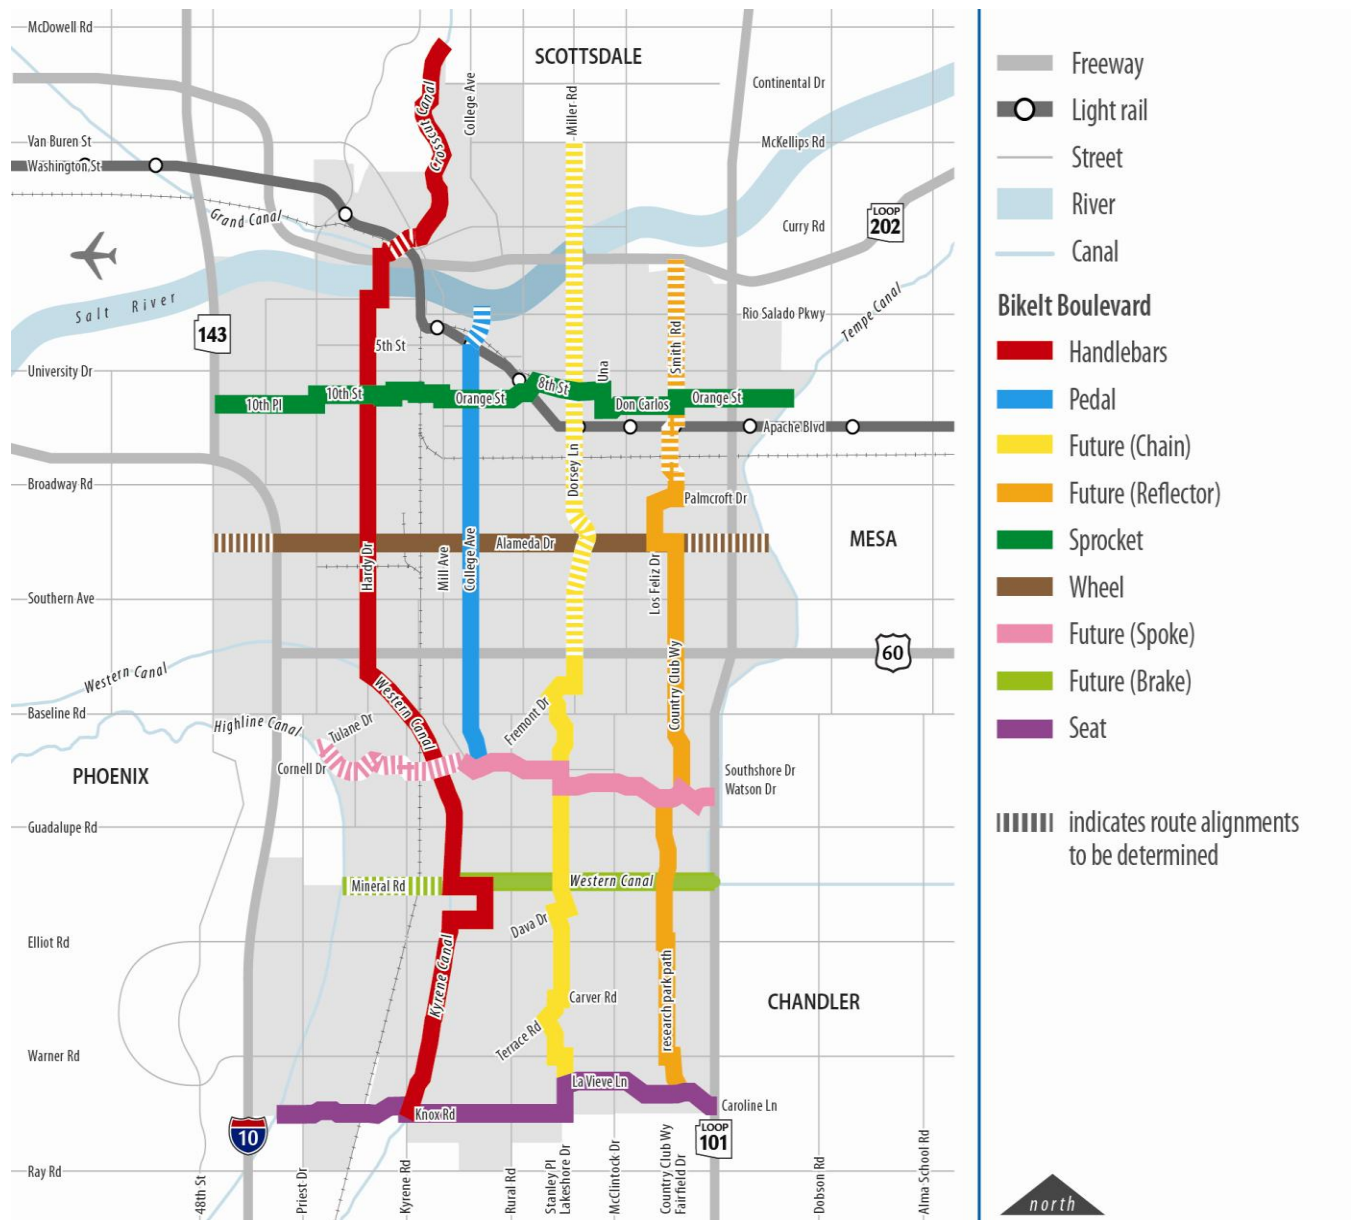 McDowell Rd
SCOTTSDALE
Continental Dr
College Ave
Miller Rd
Crosscut Canal
Van Buren St
McKellips Rd
Washington St
Grand Canal
Curry Rd
LOOP
202
Salt River
143
Rio Salado Pkwy
Tempe Canal
5th St
Smith Rd
University Dr
Una
8th St
10th Pl
10th St
Orange St
Don Carlos
Orange St
Apache Blvd
Dorsey Ln
Broadway Rd
Palmcroft Dr
Alameda Dr
MESA
Hardy Dr
Mill Ave
College Ave
Los Feliz Dr
Southern Ave
60
Country Club Wy
Western Canal
Western Canal
Baseline Rd
Highline Canal
Tulane Dr
Fremont Dr
Cornell Dr
PHOENIX
Southshore Dr
Watson Dr
Guadalupe Rd
Mineral Rd
Western Canal
Dava Dr
Elliot Rd
Kyrene Canal
research park path
Carver Rd
CHANDLER
Terrace Rd
Warner Rd
La Vieve Ln
Knox Rd
Caroline Ln
10
LOOP
101
Ray Rd
48th St
Priest Dr
Kyrene Rd
Rural Rd
Stanley Pl
Lakeshore Dr
McClintock Dr
Country Club Wy
Fairfield Dr
Dobson Rd
Alma School Rd
Freeway
Light rail
Street
River
Canal
BikeIt Boulevard
Handlebars
Pedal
Future (Chain)
Future (Reflector)
Sprocket
Wheel
Future (Spoke)
Future (Brake)
Seat
indicates route alignments
to be determined
north